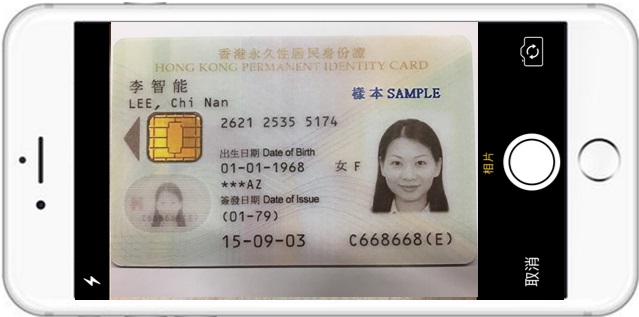 香港永久性居民身份證
HONG KONG PERMANENT IDENTITY CARD
李智能
LEE, Chi Nan
樣本 SAMPLE
2621 2535 5174
出生日期 Date of Birth
01-01-1968 女 F
***AZ
簽發日期 Date of Issue
(01-79)
15-09-03
C668668(E)
C668668(E)
相片
取消